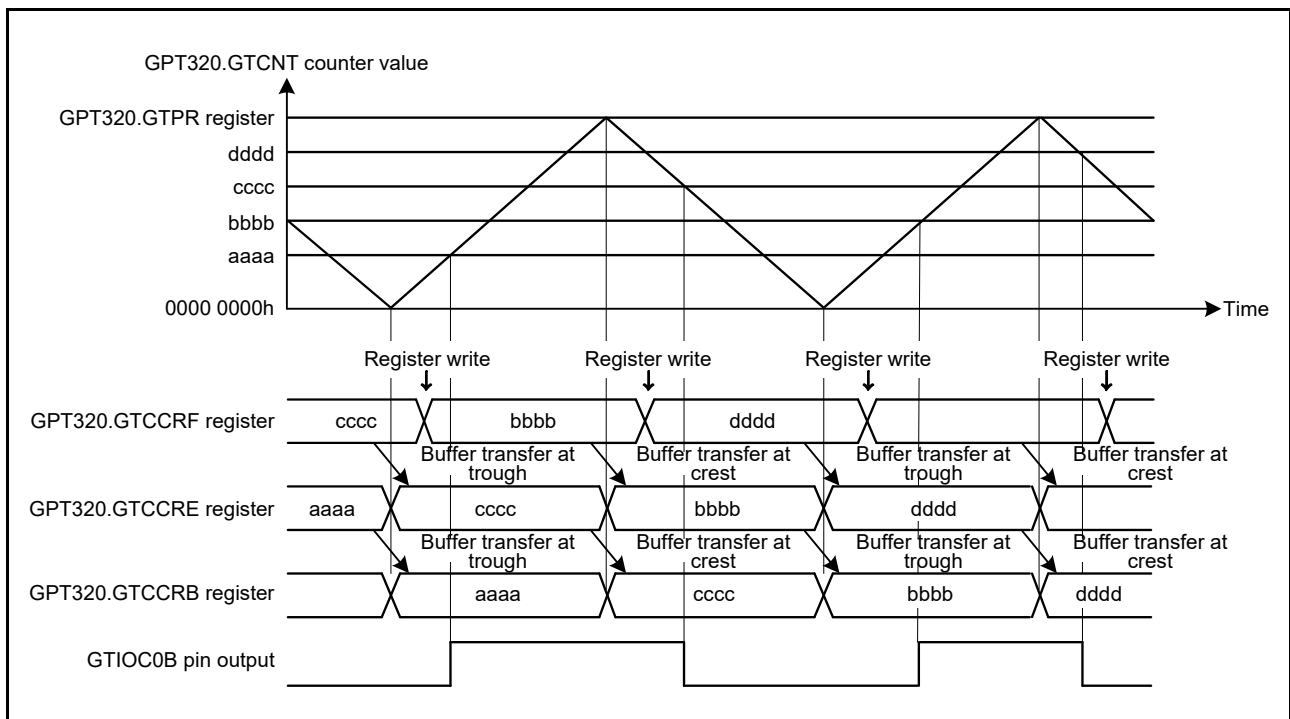 GPT320.GTCNT counter value
GPT320.GTPR register
dddd
cccc
bbbb
aaaa
0000 0000h
Time
Register write Register write Register write Register write
GPT320.GTCCRF register cccc bbbb dddd
Buffer transfer at Buffer transfer at Buffer transfer at Buffer transfer at
trough crest trough crest
GPT320.GTCCRE register aaaa cccc bbbb dddd
Buffer transfer at Buffer transfer at Buffer transfer at Buffer transfer at
trough crest trough crest
GPT320.GTCCRB register aaaa cccc bbbb dddd
GTIOC0B pin output